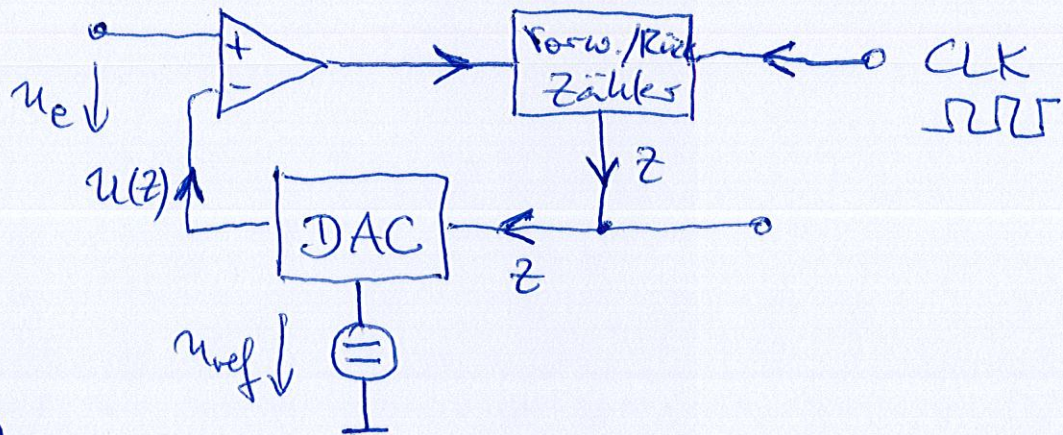 +
-
u_e
Vorw./Rück
Zähler
CLK
Z
u(Z)
DAC
Z
u_ref